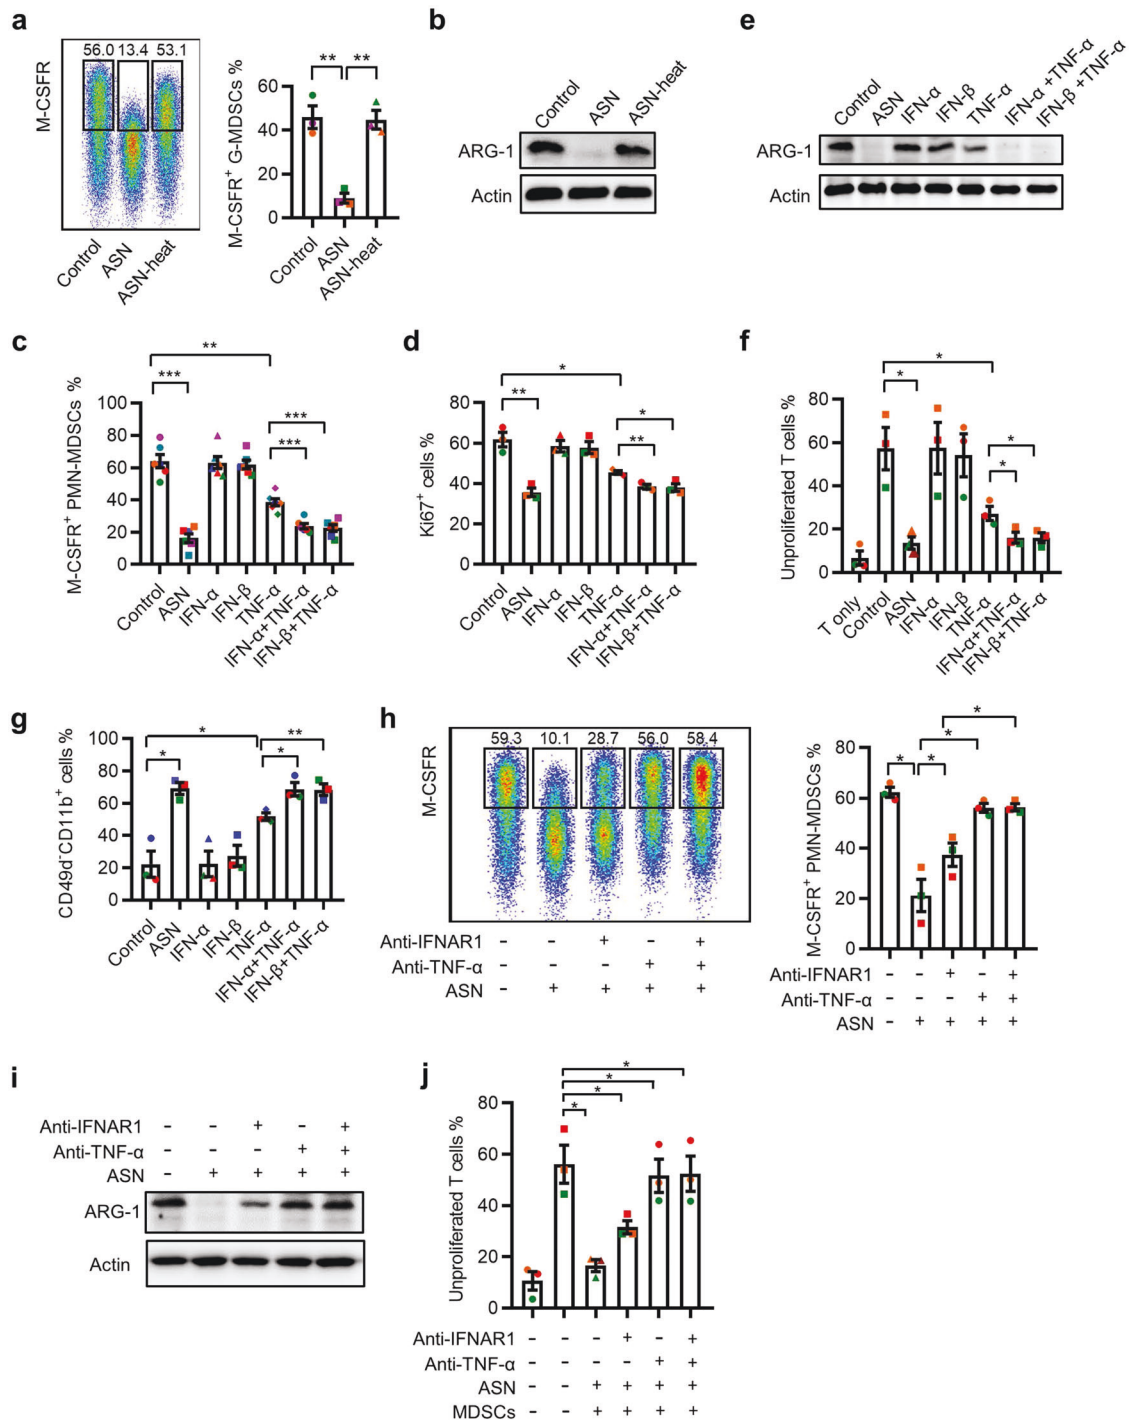 a
56.0 13.4 53.1
M-CSFR
Control
ASN
ASN-heat
M-CSFR+ G-MDSCs %
60
40
20
0
** **
Control
ASN
ASN-heat
b
Control
ASN
ASN-heat
ARG-1
Actin
e
Control
ASN
IFN-α
IFN-β
TNF-α
IFN-α+TNF-α
IFN-β+TNF-α
ARG-1
Actin
c
M-CSFR+ PMN-MDSCs %
100
80
60
40
20
0
**
***
***
***
Control
ASN
IFN-α
IFN-β
TNF-α
IFN-α+TNF-α
IFN-β+TNF-α
d
Ki67+ cells %
80
60
40
20
0
*
**
*
**
Control
ASN
IFN-α
IFN-β
TNF-α
IFN-α+TNF-α
IFN-β+TNF-α
f
Unproliferated T cells %
80
60
40
20
0
*
*
*
*
T only
Control
ASN
IFN-α
IFN-β
TNF-α
IFN-α+TNF-α
IFN-β+TNF-α
g
CD49d-CD11b+ cells %
100
80
60
40
20
0
*
*
**
*
Control
ASN
IFN-α
IFN-β
TNF-α
IFN-α+TNF-α
IFN-β+TNF-α
h
59.3 10.1 28.7 56.0 58.4
M-CSFR
Anti-IFNAR1 - - + - +
Anti-TNF-α - - - + +
ASN - + + + +
M-CSFR+ PMN-MDSCs %
80
60
40
20
0
*
*
* *
Anti-IFNAR1 - - + - +
Anti-TNF-α - - - + +
ASN - + + + +
i
Anti-IFNAR1 - - + - +
Anti-TNF-α - - - + +
ASN - + + + +
ARG-1
Actin
j
Unproliferated T cells %
80
60
40
20
0
*
*
*
*
Anti-IFNAR1 - - - + - +
Anti-TNF-α - - - - + +
ASN - - + + + +
MDSCs - - + + + +